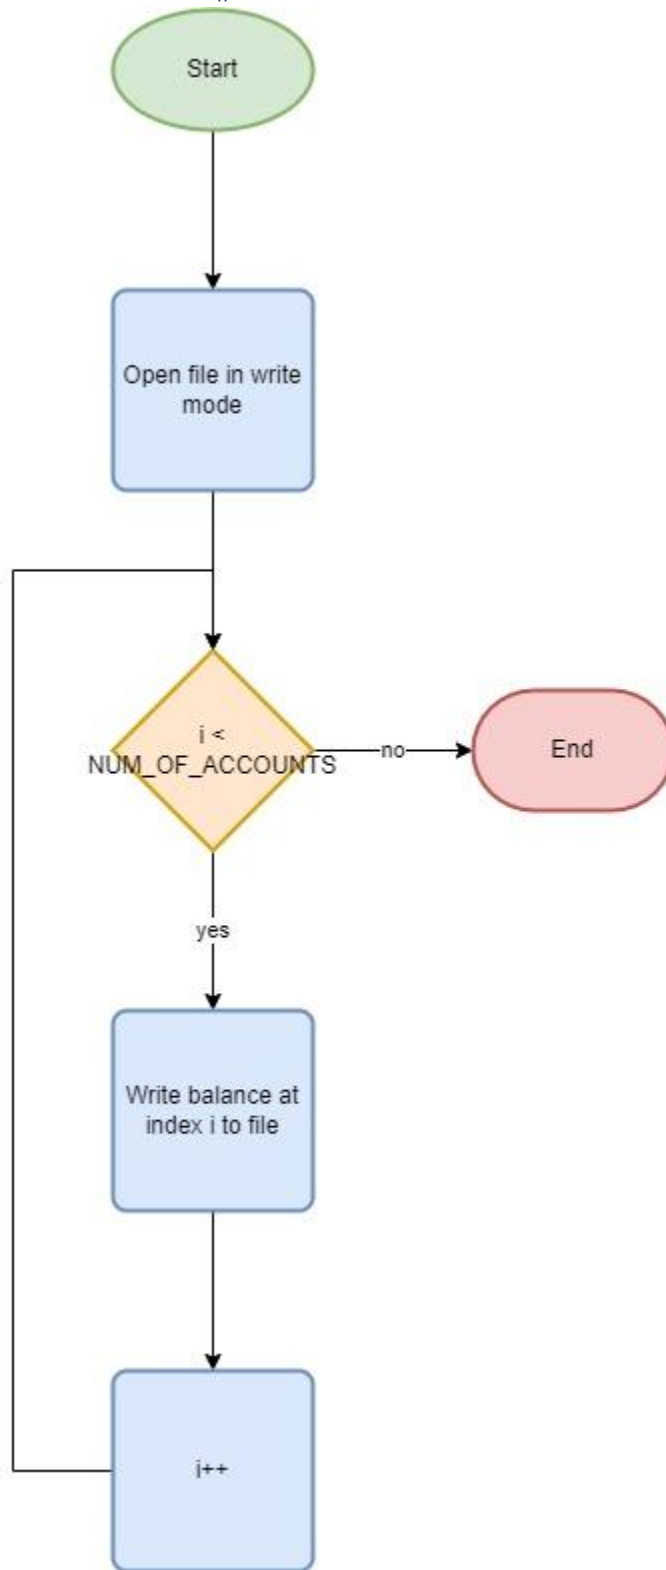 Start
Open file in write
mode
i <
NUM_OF_ACCOUNTS
no
End
yes
Write balance at
index i to file
i++